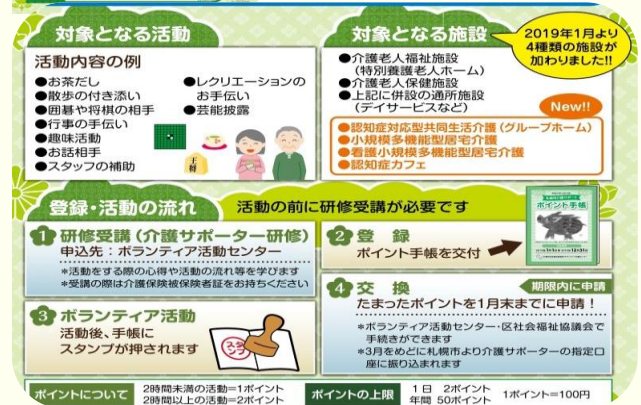 対象となる活動
活動内容の例
●お茶だし
●散歩の付き添い
●囲碁や将棋の相手
●行事の手伝い
●趣味活動
●お話相手
●スタッフの補助
●レクリエーションの
お手伝い
●芸能披露
王将
対象となる施設
2019年1月より
4種類の施設が
加わりました!!
●介護老人福祉施設
(特別養護老人ホーム)
●介護老人保健施設
●上記に併設の通所施設
(デイサービスなど)
New!!
●認知症対応型共同生活介護(グループホーム)
●小規模多機能型居宅介護
●看護小規模多機能型居宅介護
●認知症カフェ
登録・活動の流れ
活動の前に研修受講が必要です
1 研修受講(介護サポーター研修)
申込先:ボランティア活動センター
*活動をする際の心得や活動の流れ等を学びます
*受講の際は介護保険被保険者証をお持ちください
2 登 録
ポイント手帳を交付
ポイント手帳
3 ボランティア活動
活動後、手帳に
スタンプが押されます
スタンプ
4 交 換
期限内に申請
たまったポイントを1月末までに申請!
*ボランティア活動センター・区社会福祉協議会で
手続きができます
*3月をめどに札幌市より介護サポーターの指定口
座に振り込まれます
ポイントについて
2時間未満の活動=1ポイント
2時間以上の活動=2ポイント
ポイントの上限
1日 2ポイント
年間 50ポイント
1ポイント=100円